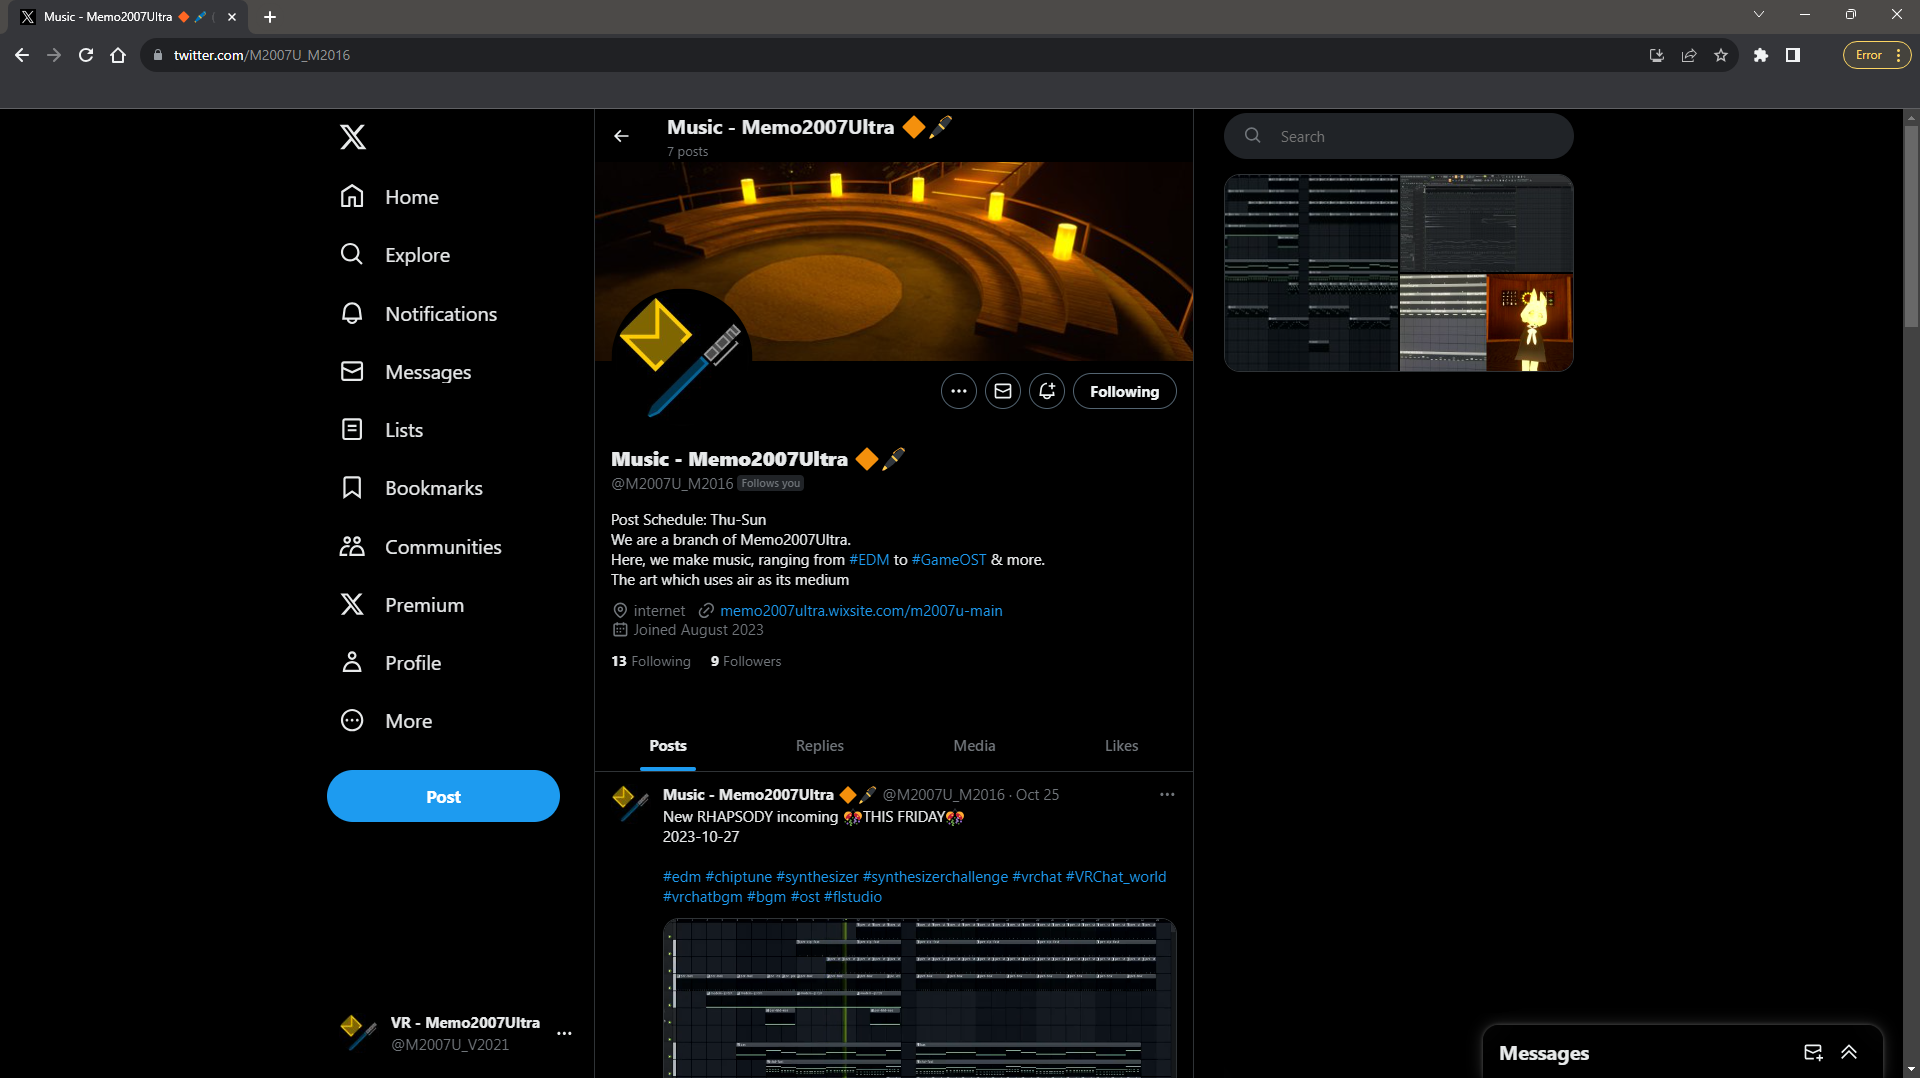 Music - Memo2007Ultra 🔶🖋 (
twitter.com/M2007U_M2016
Error
Music - Memo2007Ultra 🔶🖋
7 posts
Search
Home
Explore
Notifications
Messages
Lists
Bookmarks
Communities
Premium
Profile
More
Post
VR - Memo2007Ultra
@M2007U_V2021
Following
Music - Memo2007Ultra 🔶🖋
@M2007U_M2016 Follows you
Post Schedule: Thu-Sun
We are a branch of Memo2007Ultra.
Here, we make music, ranging from #EDM to #GameOST & more.
The art which uses air as its medium
internet memo2007ultra.wixsite.com/m2007u-main
Joined August 2023
13 Following 9 Followers
Posts Replies Media Likes
Music - Memo2007Ultra 🔶🖋 @M2007U_M2016 · Oct 25
New RHAPSODY incoming 🎊THIS FRIDAY🎊
2023-10-27
#edm #chiptune #synthesizer #synthesizerchallenge #vrchat #VRChat_world
#vrchatbgm #bgm #ost #flstudio
Messages